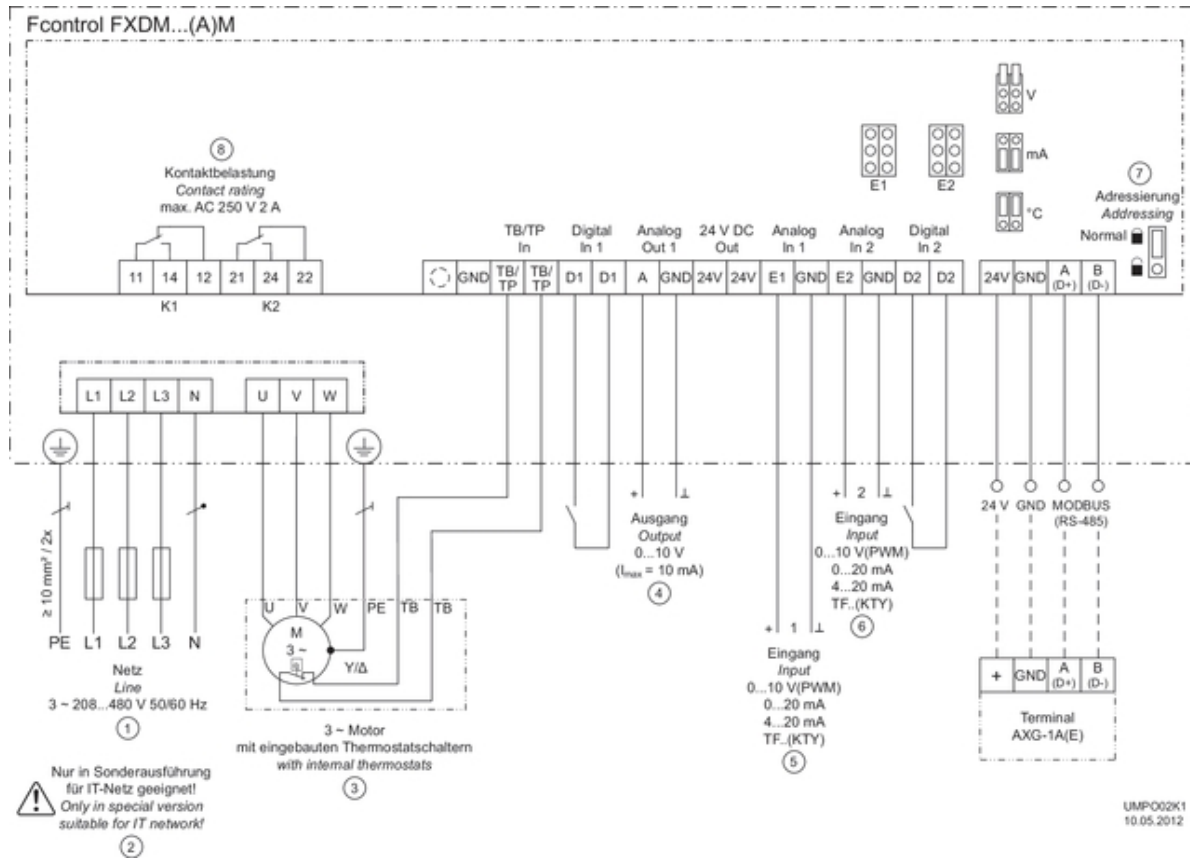 Fcontrol FXDM...(A)M
V
mA
°C
E1
E2
8
Kontaktbelastung
Contact rating
max. AC 250 V 2 A
7
Adressierung
Addressing
Normal
TB/TP In
Digital In 1
Analog Out 1
24 V DC Out
Analog In 1
Analog In 2
Digital In 2
11 14 12 21 24 22
K1 K2
GND TB/TP TB/TP D1 D1 A GND 24V 24V E1 GND E2 GND D2 D2 24V GND A (D+) B (D-)
L1 L2 L3 N U V W
≥ 10 mm² / 2x
PE L1 L2 L3 N
Netz
Line
3 ~ 208...480 V 50/60 Hz
1
Nur in Sonderausführung
für IT-Netz geeignet!
Only in special version
suitable for IT network!
2
U V W PE TB TB
M
3 ~
Y/Δ
3 ~ Motor
mit eingebauten Thermostatschaltern
with internal thermostats
3
+ ⊥
Ausgang
Output
0...10 V
(Imax = 10 mA)
4
+ 1 ⊥
Eingang
Input
0...10 V(PWM)
0...20 mA
4...20 mA
TF..(KTY)
5
+ 2 ⊥
Eingang
Input
0...10 V(PWM)
0...20 mA
4...20 mA
TF..(KTY)
6
24 V GND MODBUS
(RS-485)
+ GND A (D+) B (D-)
Terminal
AXG-1A(E)
UMPO02K1
10.05.2012